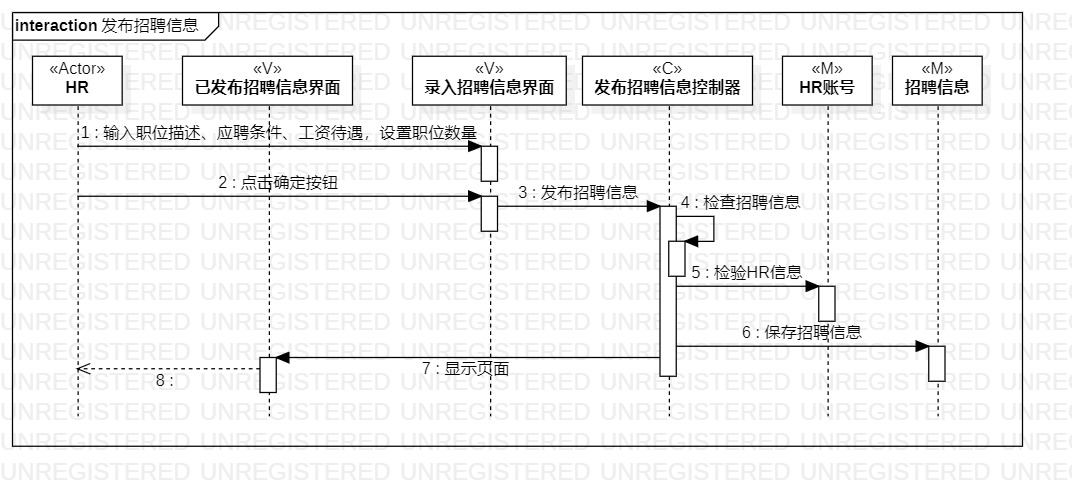 interaction 发布招聘信息
«Actor»
HR
«V»
已发布招聘信息界面
«V»
录入招聘信息界面
«C»
发布招聘信息控制器
«M»
HR账号
«M»
招聘信息
1 : 输入职位描述、应聘条件、工资待遇，设置职位数量
2 : 点击确定按钮
3 : 发布招聘信息
4 : 检查招聘信息
5 : 检验HR信息
6 : 保存招聘信息
7 : 显示页面
8 :
UNREGISTERED UNREGISTERED UNREGISTERED UNREGISTERED UNREGISTERED